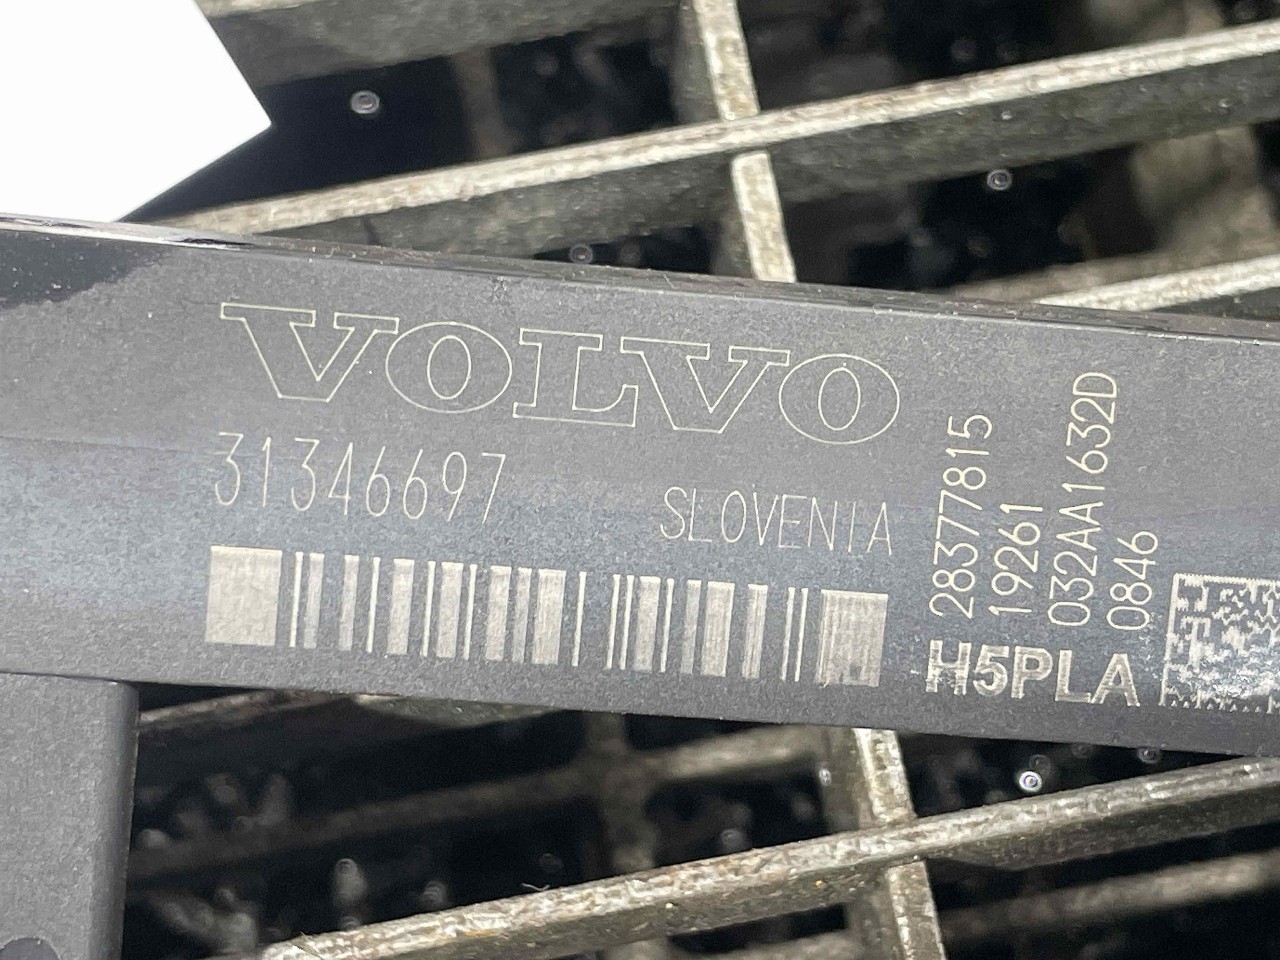 VOLVO
31346697
SLOVENIA
28377815
19261
032AA1632D
0846
H5PLA